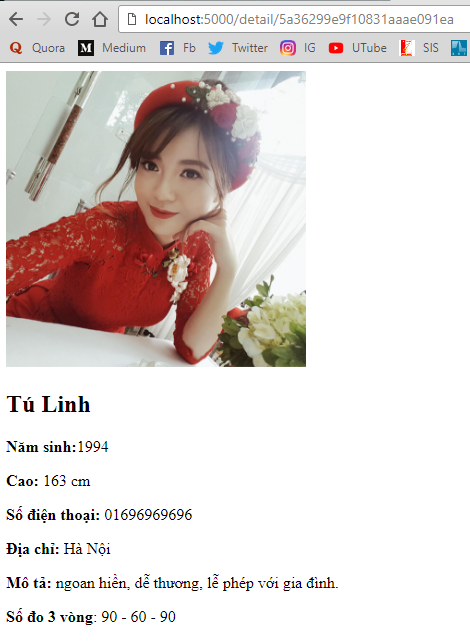 localhost:5000/detail/5a36299e9f10831aaae091ea
Quora Medium Fb Twitter IG UTube SIS
Tú Linh
Năm sinh:1994
Cao: 163 cm
Số điện thoại: 01696969696
Địa chỉ: Hà Nội
Mô tả: ngoan hiền, dễ thương, lễ phép với gia đình.
Số đo 3 vòng: 90 - 60 - 90